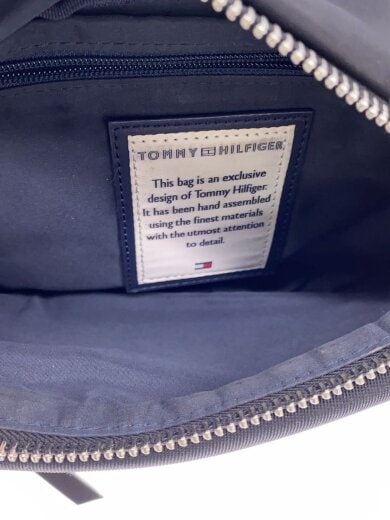 TOMMY HILFIGER
This bag is an exclusive
design of Tommy Hilfiger.
It has been hand assembled
using the finest materials
with the utmost attention
to detail.